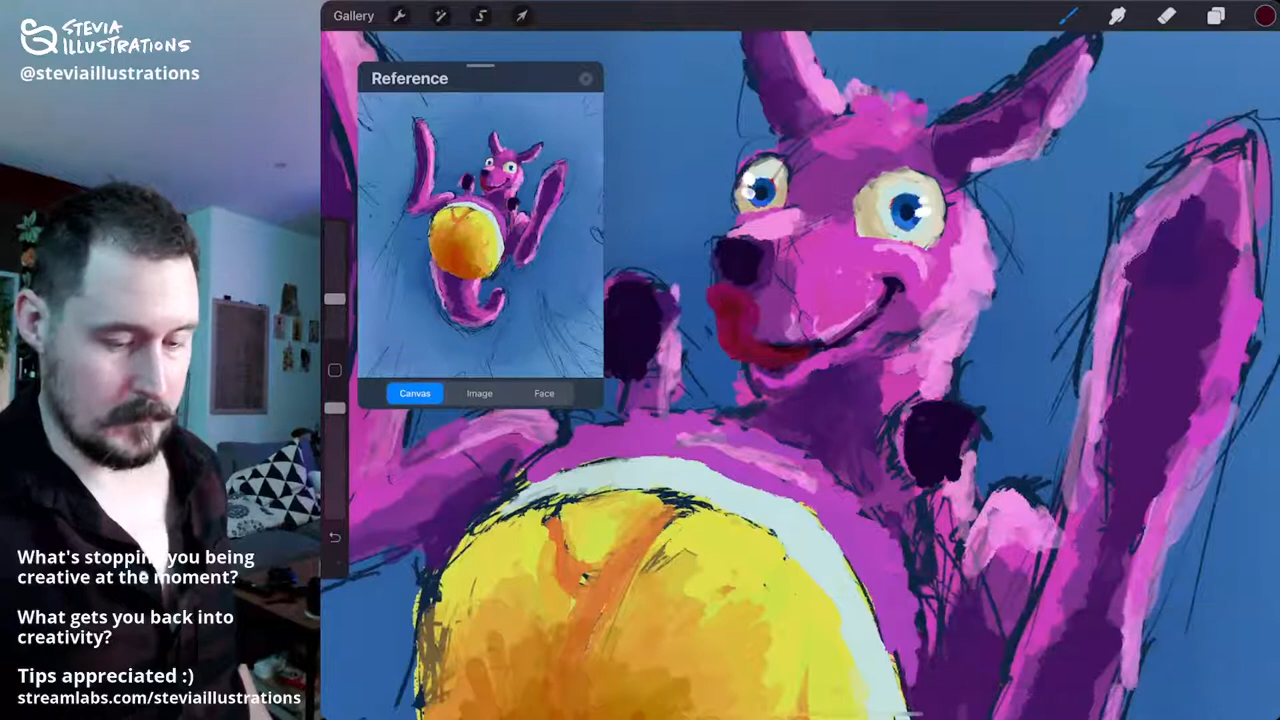 STEVIA
ILLUSTRATIONS
@steviaillustrations
Gallery
Reference
Canvas
Image
Face
What's stopping you being
creative at the moment?
What gets you back into
creativity?
Tips appreciated :)
streamlabs.com/steviaillustrations